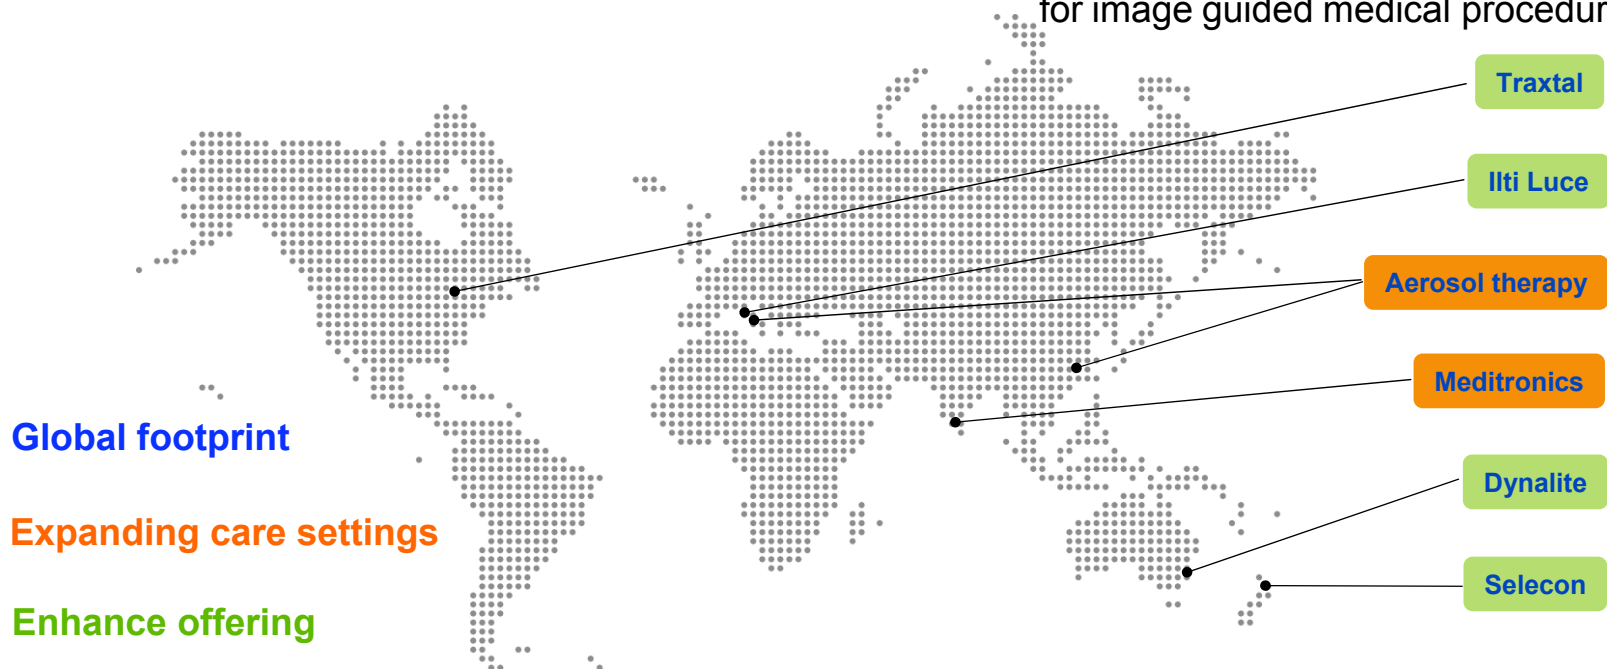 for image guided medical
Traxtal
Ilti Luce
Aerosol therapy
Meditronics
Global footprint
Dynalite
Expanding care settings
Selecon
Enhance offering